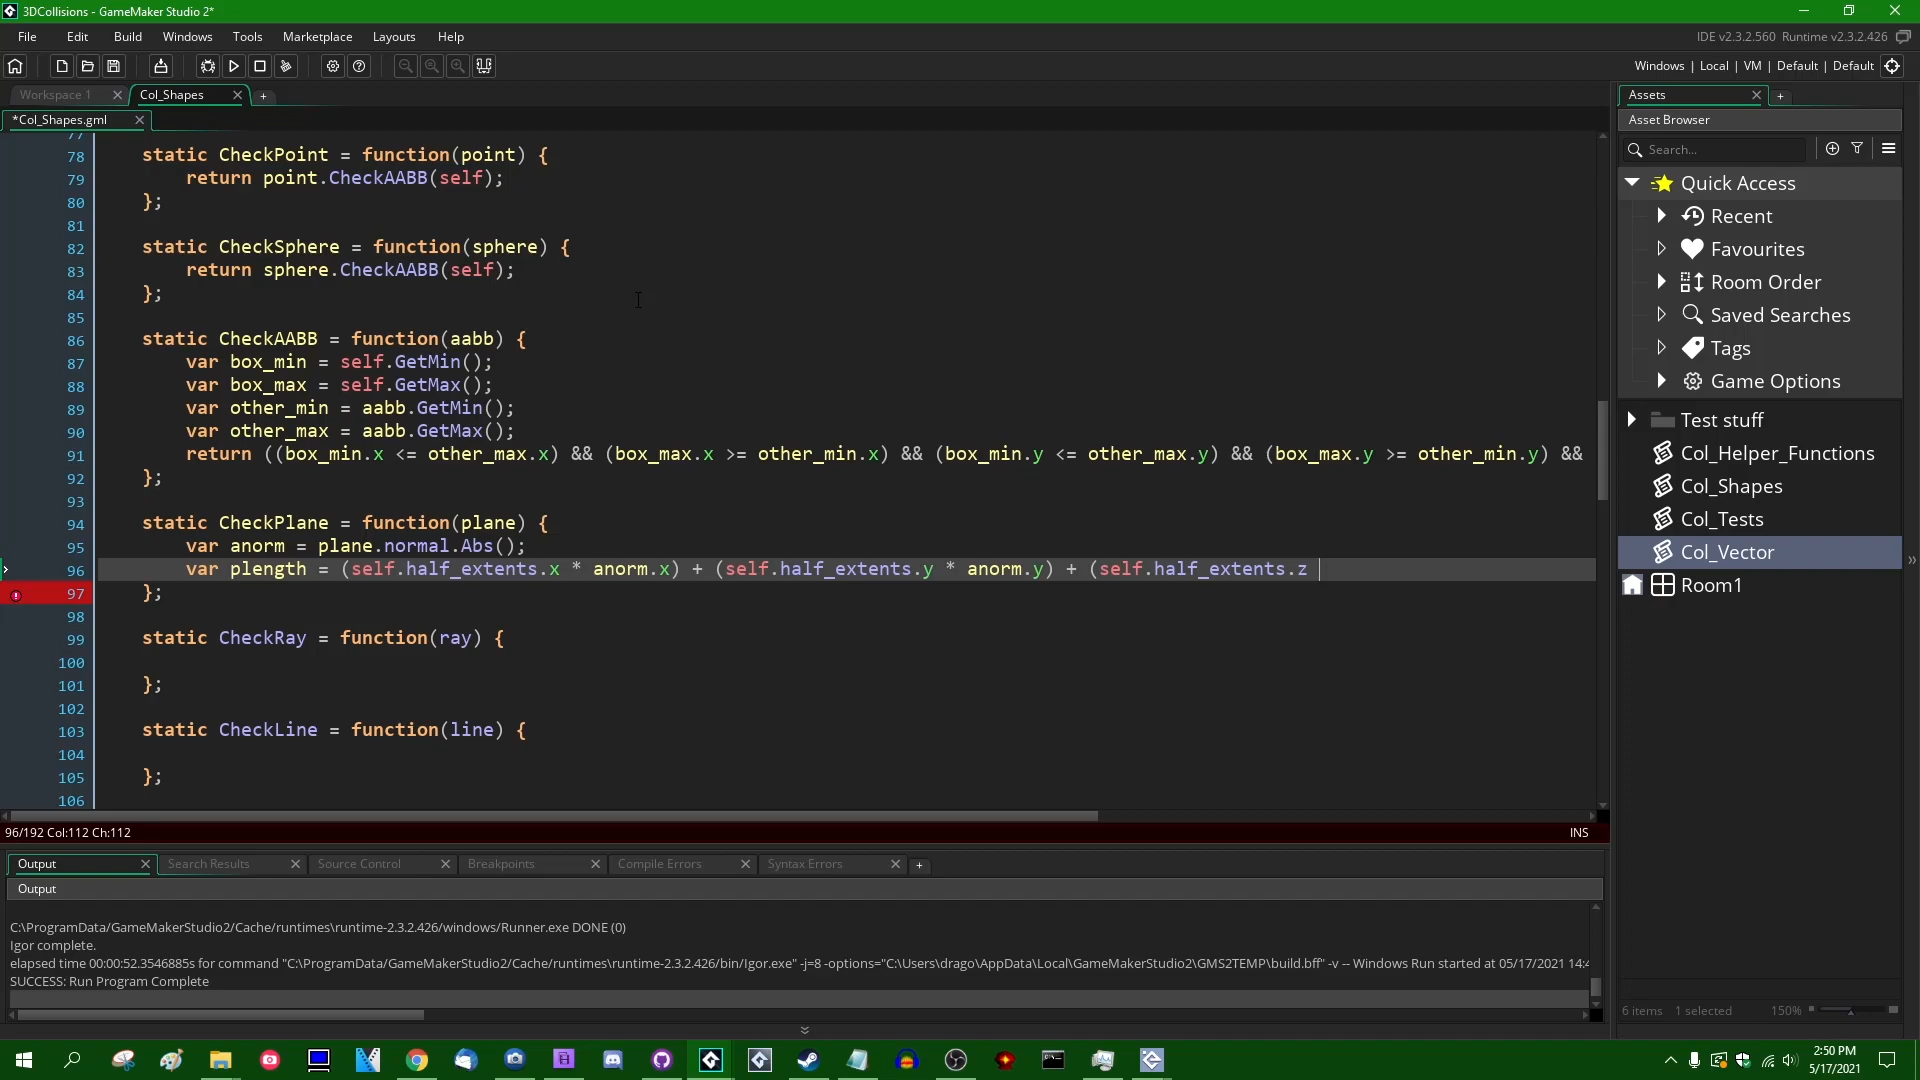 3DCollisions - GameMaker Studio 2*
File Edit Build Windows Tools Marketplace Layouts Help
IDE v2.3.2.560 Runtime v2.3.2.426
Windows | Local | VM | Default | Default
Workspace 1
Col_Shapes
*Col_Shapes.gml
77
78 static CheckPoint = function(point) {
79 return point.CheckAABB(self);
80 };
81
82 static CheckSphere = function(sphere) {
83 return sphere.CheckAABB(self);
84 };
85
86 static CheckAABB = function(aabb) {
87 var box_min = self.GetMin();
88 var box_max = self.GetMax();
89 var other_min = aabb.GetMin();
90 var other_max = aabb.GetMax();
91 return ((box_min.x <= other_max.x) && (box_max.x >= other_min.x) && (box_min.y <= other_max.y) && (box_max.y >= other_min.y) &&
92 };
93
94 static CheckPlane = function(plane) {
95 var anorm = plane.normal.Abs();
96 var plength = (self.half_extents.x * anorm.x) + (self.half_extents.y * anorm.y) + (self.half_extents.z
97 };
98
99 static CheckRay = function(ray) {
100
101 };
102
103 static CheckLine = function(line) {
104
105 };
106
96/192 Col:112 Ch:112
INS
Output
Search Results
Source Control
Breakpoints
Compile Errors
Syntax Errors
Output
C:\ProgramData/GameMakerStudio2/Cache/runtimes\runtime-2.3.2.426/windows/Runner.exe DONE (0)
Igor complete.
elapsed time 00:00:52.3546885s for command "C:\ProgramData/GameMakerStudio2/Cache/runtimes\runtime-2.3.2.426/bin/Igor.exe" -j=8 -options="C:\Users\drago\AppData\Local\GameMakerStudio2\GMS2TEMP\build.bff" -v -- Windows Run started at 05/17/2021 14:4
SUCCESS: Run Program Complete
Assets
Asset Browser
Search...
Quick Access
Recent
Favourites
Room Order
Saved Searches
Tags
Game Options
Test stuff
Col_Helper_Functions
Col_Shapes
Col_Tests
Col_Vector
Room1
6 items 1 selected 150%
2:50 PM
5/17/2021